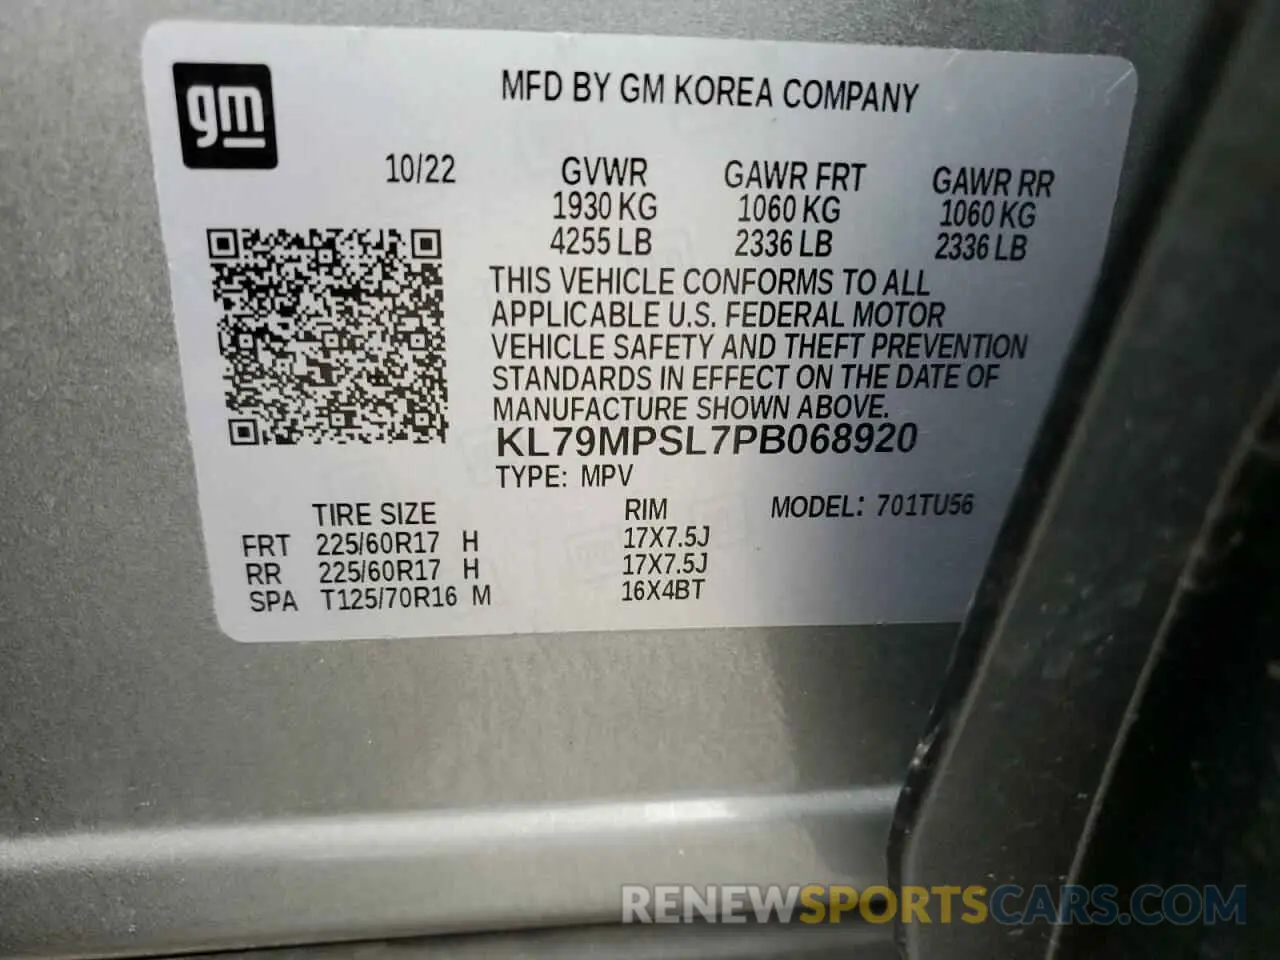 gm
MFD BY GM KOREA COMPANY
10/22 GVWR GAWR FRT GAWR RR
1930 KG 1060 KG 1060 KG
4255 LB 2336 LB 2336 LB
THIS VEHICLE CONFORMS TO ALL
APPLICABLE U.S. FEDERAL MOTOR
VEHICLE SAFETY AND THEFT PREVENTION
STANDARDS IN EFFECT ON THE DATE OF
MANUFACTURE SHOWN ABOVE.
KL79MPSL7PB068920
TYPE: MPV
TIRE SIZE RIM MODEL: 701TU56
FRT 225/60R17 H 17X7.5J
RR 225/60R17 H 17X7.5J
SPA T125/70R16 M 16X4BT
RENEWSPORTSCARS.COM